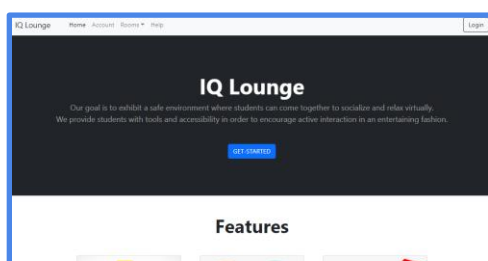 IQ Lounge Home Account Rooms Help Login
IQ Lounge
Our goal is to exhibit a safe environment where students can come together to socialize and relax virtually.
We provide students with tools and accessibility in order to encourage active interaction in an entertaining fashion.
GET-STARTED
Features